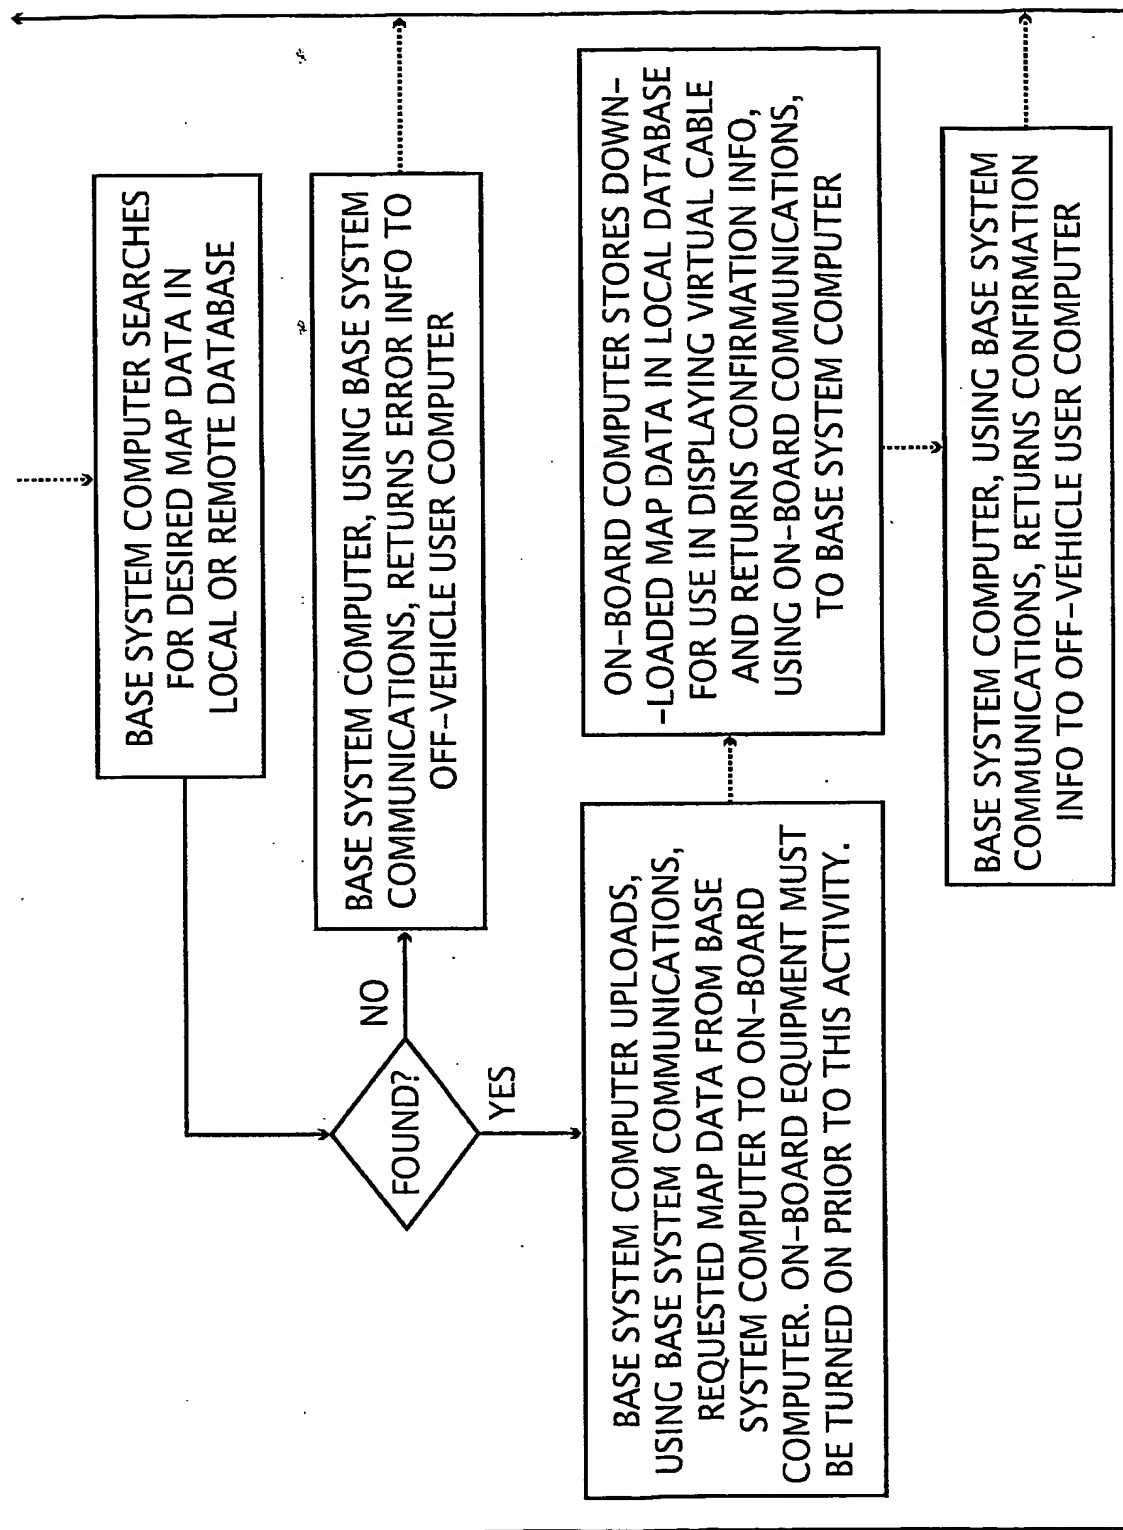 BASE SYSTEM COMPUTER SEARCHES
FOR DESIRED MAP DATA IN
LOCAL OR REMOTE DATABASE
FOUND?
NO
YES
BASE SYSTEM COMPUTER, USING BASE SYSTEM
COMMUNICATIONS, RETURNS ERROR INFO TO
OFF-VEHICLE USER COMPUTER
BASE SYSTEM COMPUTER UPLOADS,
USING BASE SYSTEM COMMUNICATIONS,
REQUESTED MAP DATA FROM BASE
SYSTEM COMPUTER TO ON-BOARD
COMPUTER. ON-BOARD EQUIPMENT MUST
BE TURNED ON PRIOR TO THIS ACTIVITY.
ON-BOARD COMPUTER STORES DOWN-
-LOADED MAP DATA IN LOCAL DATABASE
FOR USE IN DISPLAYING VIRTUAL CABLE
AND RETURNS CONFIRMATION INFO,
USING ON-BOARD COMMUNICATIONS,
TO BASE SYSTEM COMPUTER
BASE SYSTEM COMPUTER, USING BASE SYSTEM
COMMUNICATIONS, RETURNS CONFIRMATION
INFO TO OFF-VEHICLE USER COMPUTER